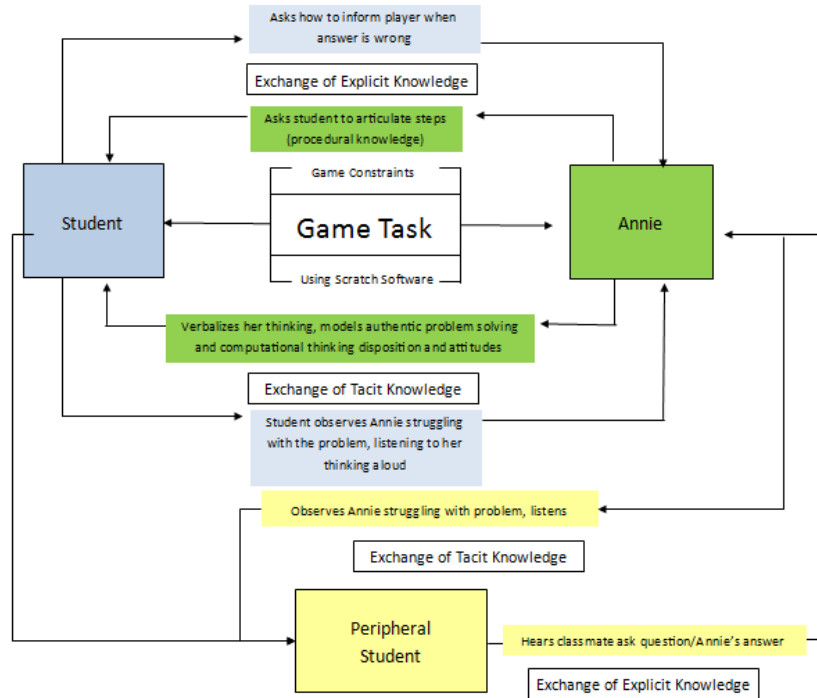 Asks how to inform player when
answer is wrong
Exchange of Explicit Knowledge
Asks student to articulate steps
(procedural knowledge)
Game Constraints
Student
Game Task
Annie
Using Scratch Software
Verbalizes her thinking, models authentic problem solving
and computational thinking disposition and attitudes
Exchange of Tacit Knowledge
Student observes Annie struggling
with the problem, listening to her
thinking aloud
Observes Annie struggling with problem, listens
Exchange of Tacit Knowledge
Peripheral
Student
Hears classmate ask question/Annie's answer
Exchange of Explicit Knowledge